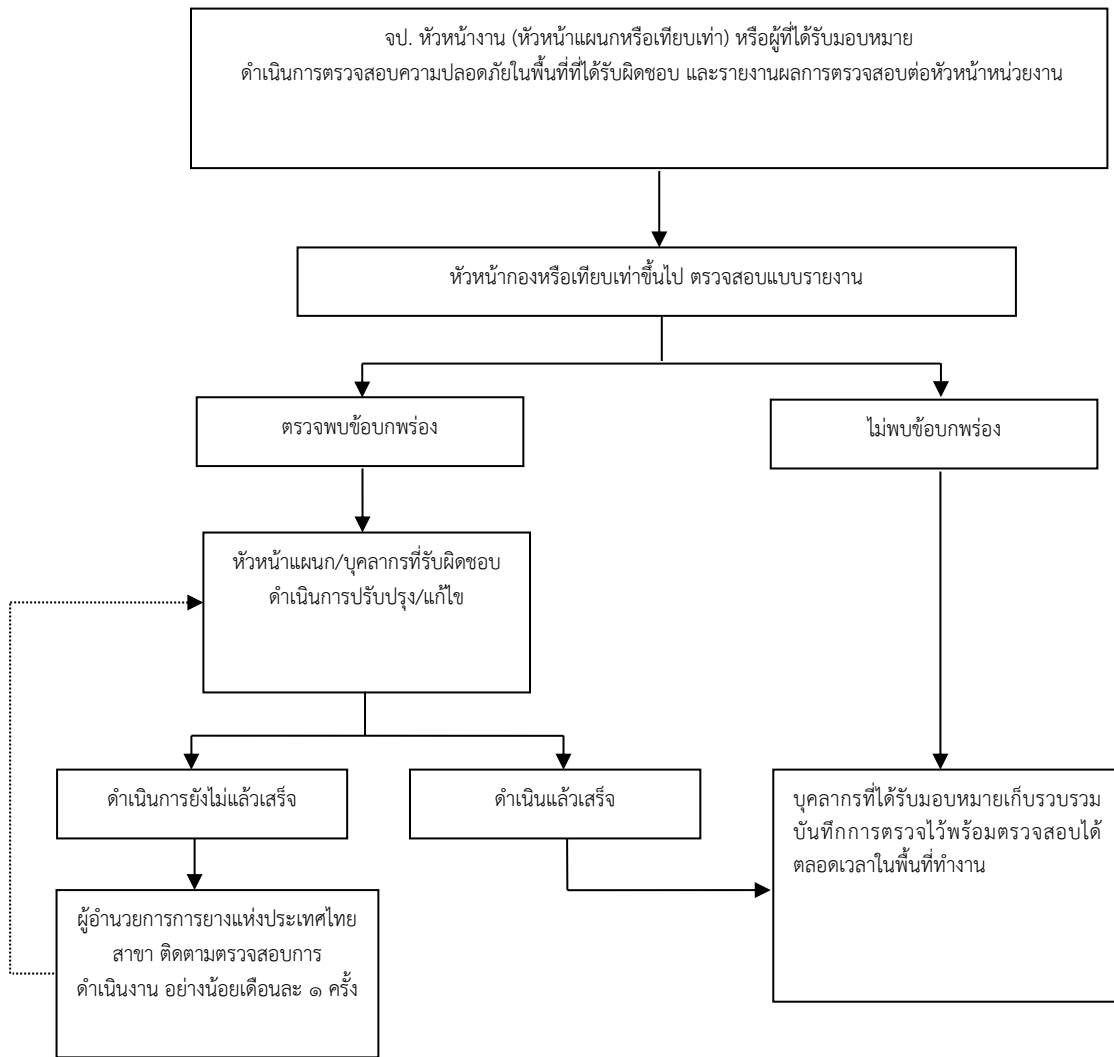 จป. หัวหน้างาน (หัวหน้าแผนกหรือเทียบเท่า) หรือผู้ที่ได้รับมอบหมาย
ดำเนินการตรวจสอบความปลอดภัยในพื้นที่ที่ได้รับผิดชอบ และรายงานผลการตรวจสอบต่อหัวหน้าหน่วยงาน
หัวหน้ากองหรือเทียบเท่าขึ้นไป ตรวจสอบแบบรายงาน
ตรวจพบข้อบกพร่อง
ไม่พบข้อบกพร่อง
หัวหน้าแผนก/บุคลากรที่รับผิดชอบ
ดำเนินการปรับปรุง/แก้ไข
ดำเนินการยังไม่แล้วเสร็จ
ดำเนินแล้วเสร็จ
บุคลากรที่ได้รับมอบหมายเก็บรวบรวม
บันทึกการตรวจไว้พร้อมตรวจสอบได้
ตลอดเวลาในพื้นที่ทำงาน
ผู้อำนวยการการยางแห่งประเทศไทย
สาขา ติดตามตรวจสอบการ
ดำเนินงาน อย่างน้อยเดือนละ ๑ ครั้ง